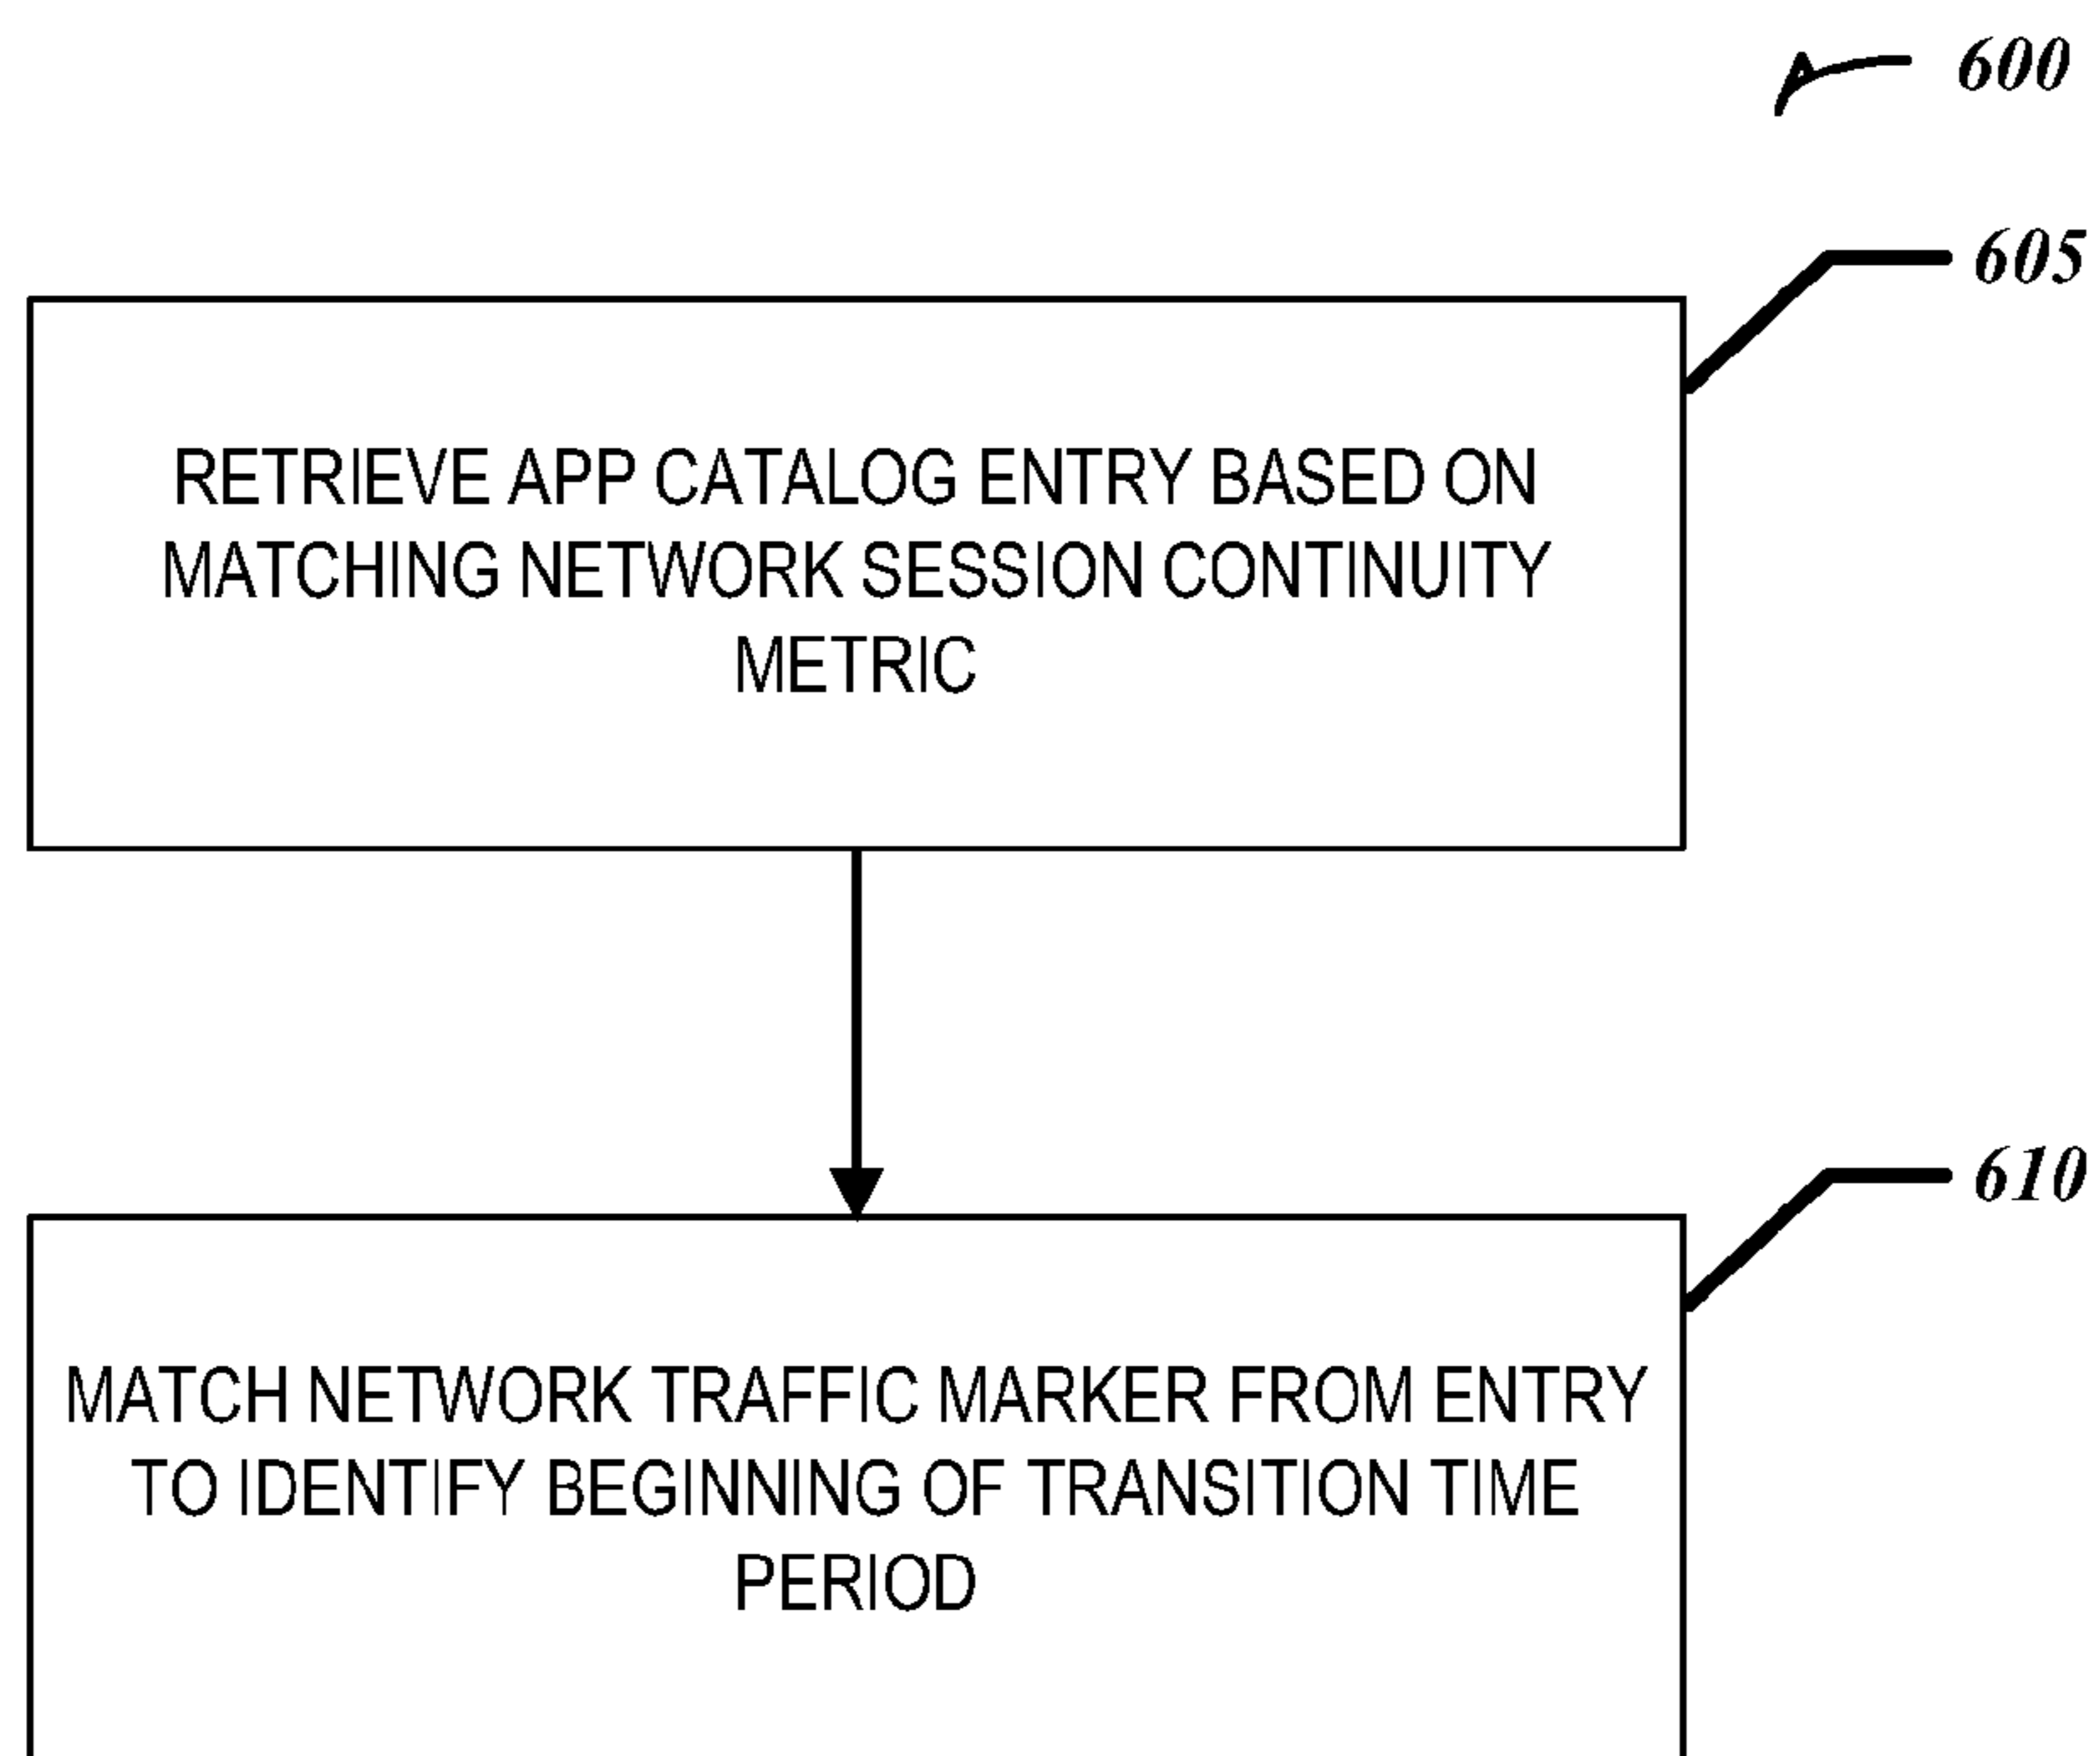 600
605
RETRIEVE APP CATALOG ENTRY BASED ON
MATCHING NETWORK SESSION CONTINUITY
METRIC
610
MATCH NETWORK TRAFFIC MARKER FROM ENTRY
TO IDENTIFY BEGINNING OF TRANSITION TIME
PERIOD